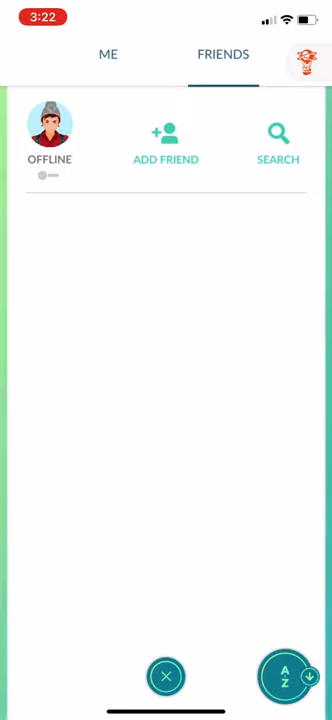 3:22
ME
FRIENDS
OFFLINE
ADD FRIEND
SEARCH
A
Z